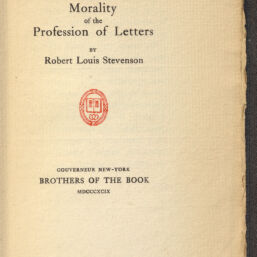 Morality
of the
Profession of Letters
BY
Robert Louis Stevenson
GOUVERNEUR NEW-YORK
BROTHERS OF THE BOOK
MDCCCXCIX